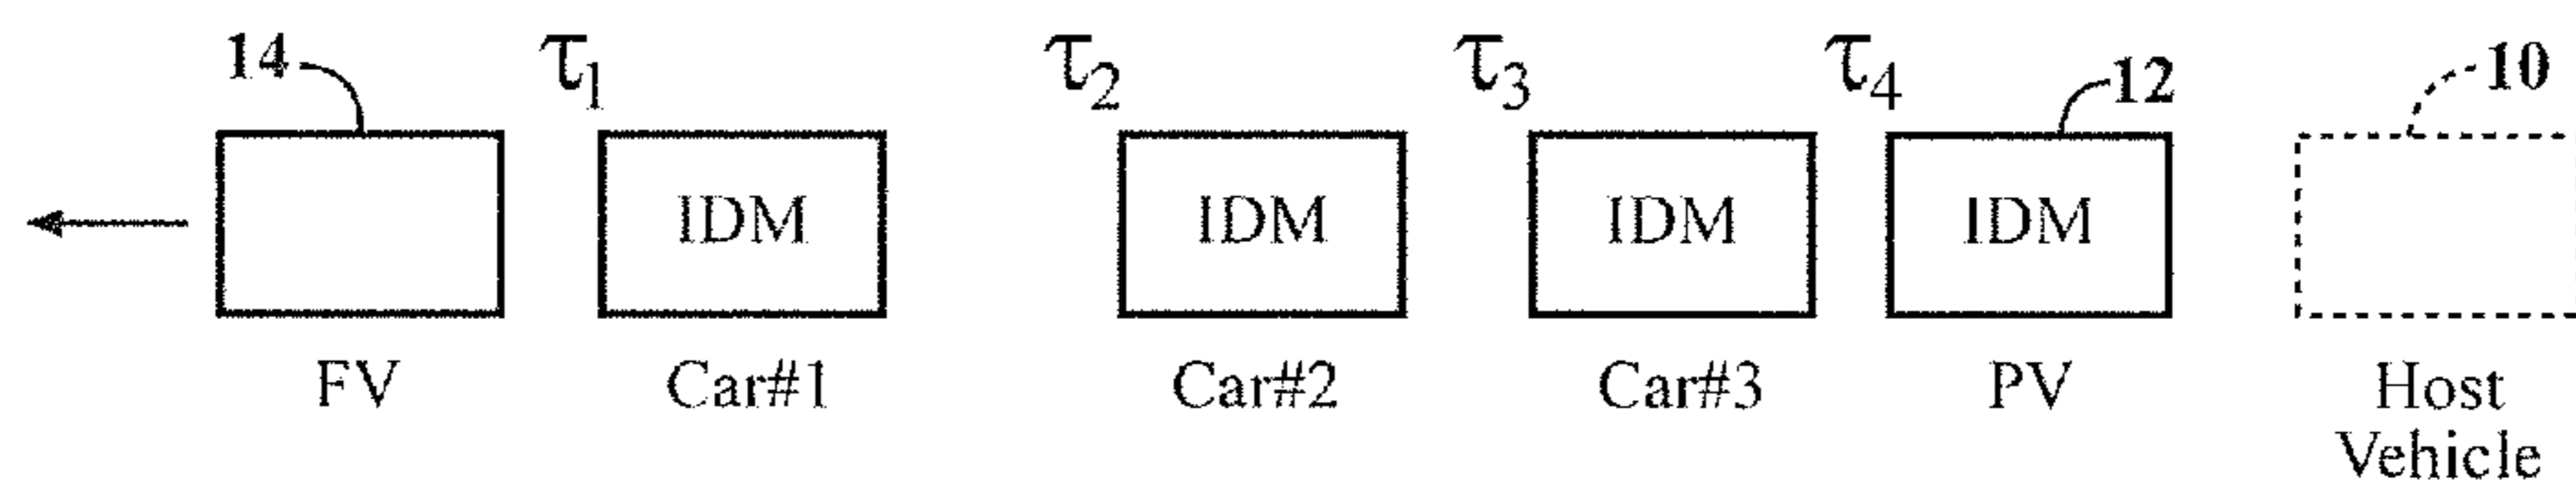 14 τ1 τ2 τ3 τ4 12 10
IDM IDM IDM IDM
FV Car#1 Car#2 Car#3 PV Host
Vehicle